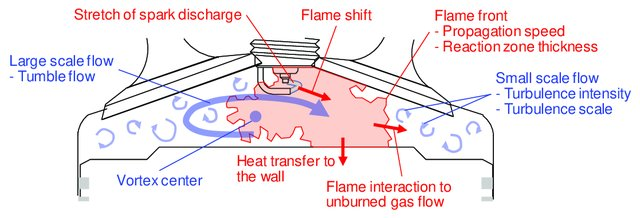 Stretch of spark discharge
Flame shift
Flame front
- Propagation speed
- Reaction zone thickness
Large scale flow
- Tumble flow
Small scale flow
- Turbulence intensity
- Turbulence scale
Vortex center
Heat transfer to
the wall
Flame interaction to
unburned gas flow